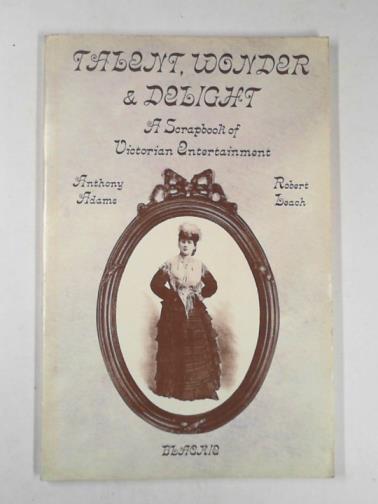 TALENT, WONDER
& DELIGHT
A Scrapbook of
Victorian Entertainment
Anthony
Adams
Robert
Leach
BLACKIE